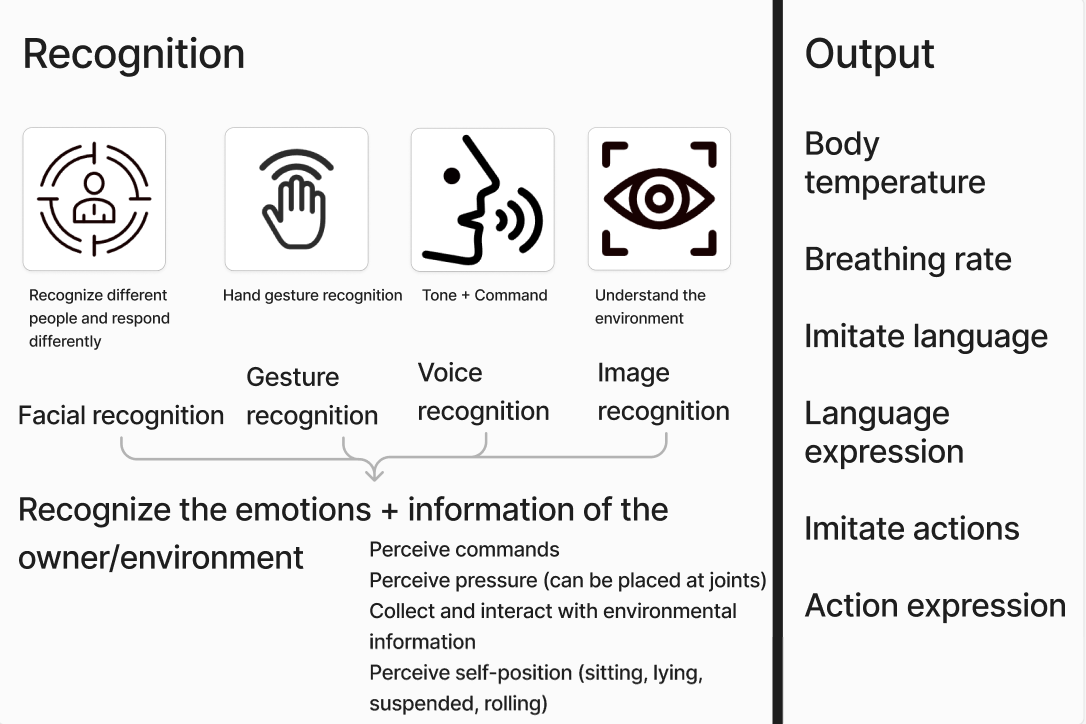 Recognition
Recognize different
people and respond
differently
Hand gesture recognition
Tone + Command
Understand the
environment
Facial recognition
Gesture
recognition
Voice
recognition
Image
recognition
Recognize the emotions + information of the
owner/environment
Perceive commands
Perceive pressure (can be placed at joints)
Collect and interact with environmental
information
Perceive self-position (sitting, lying,
suspended, rolling)
Output
Body
temperature
Breathing rate
Imitate language
Language
expression
Imitate actions
Action expression